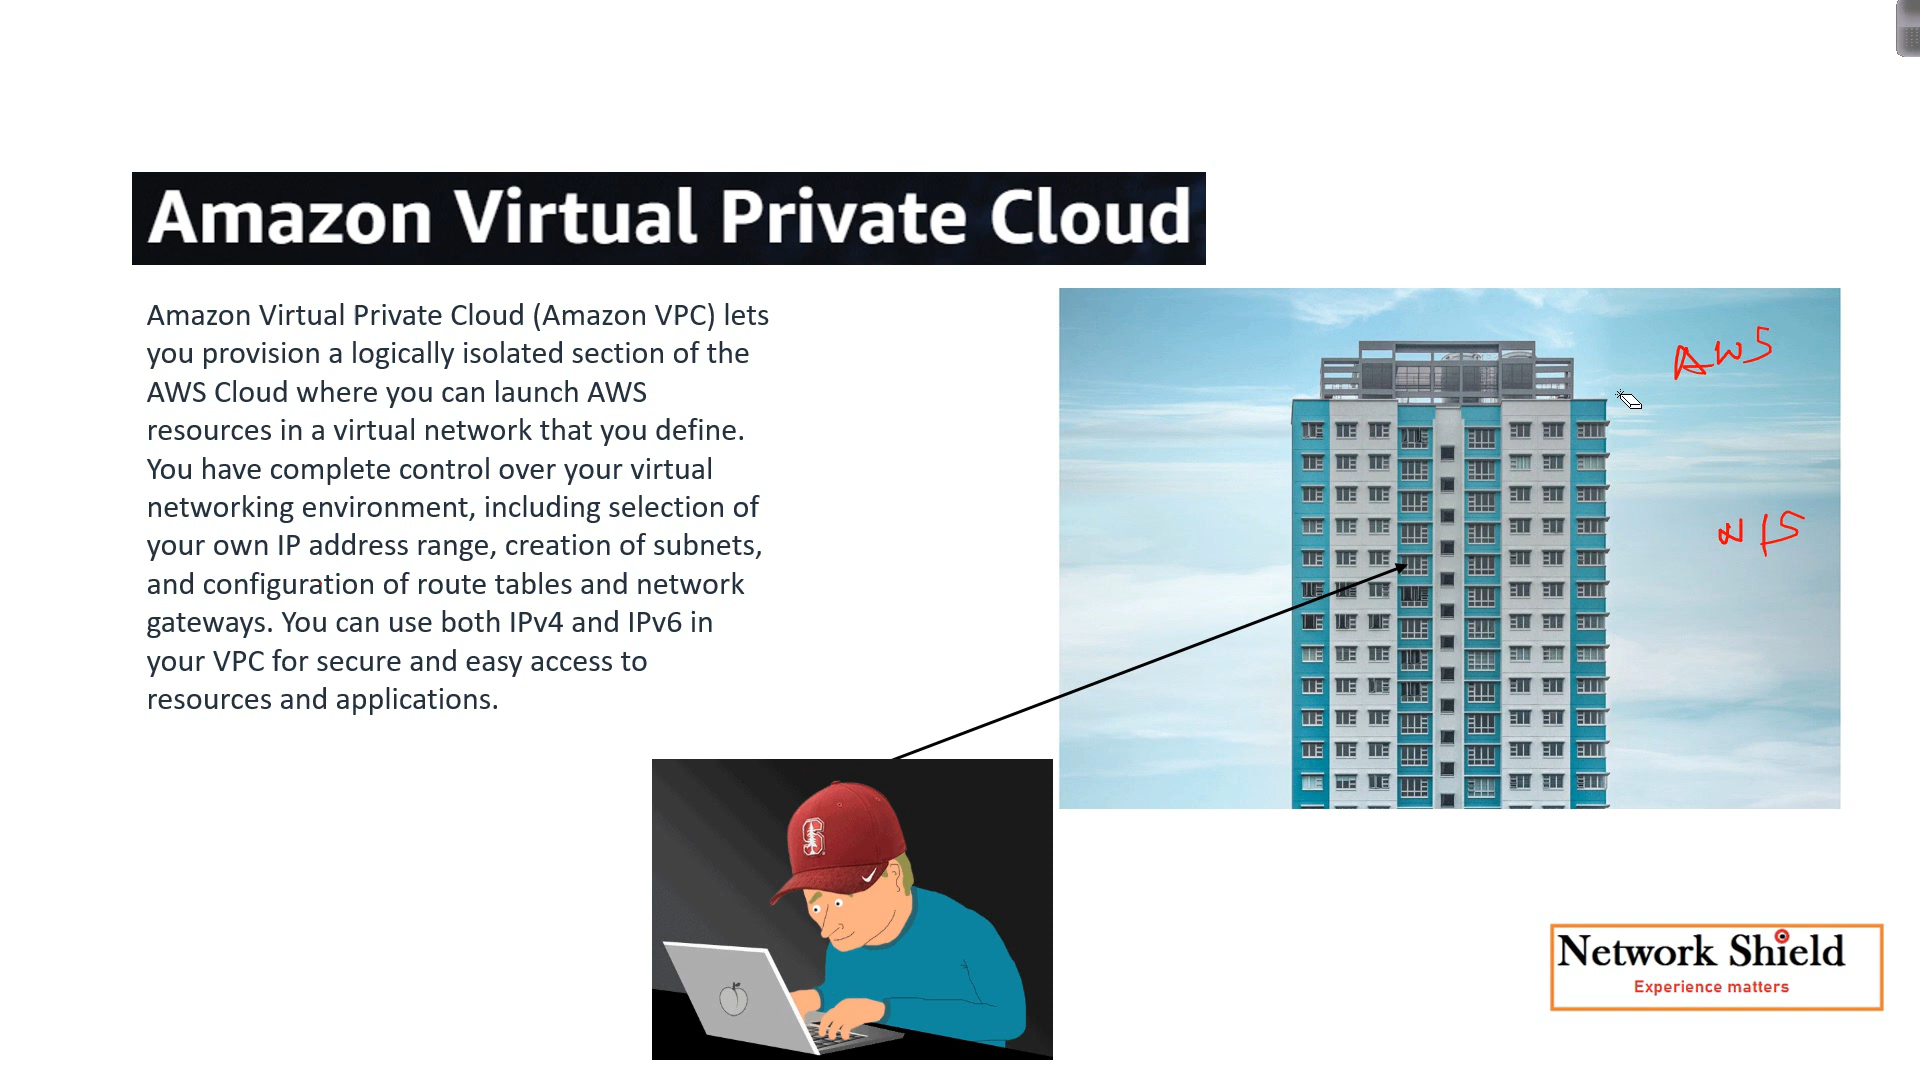 Amazon Virtual Private Cloud
Amazon Virtual Private Cloud (Amazon VPC) lets
you provision a logically isolated section of the
AWS Cloud where you can launch AWS
resources in a virtual network that you define.
You have complete control over your virtual
networking environment, including selection of
your own IP address range, creation of subnets,
and configuration of route tables and network
gateways. You can use both IPv4 and IPv6 in
your VPC for secure and easy access to
resources and applications.
AWS
Network Shield
Experience matters